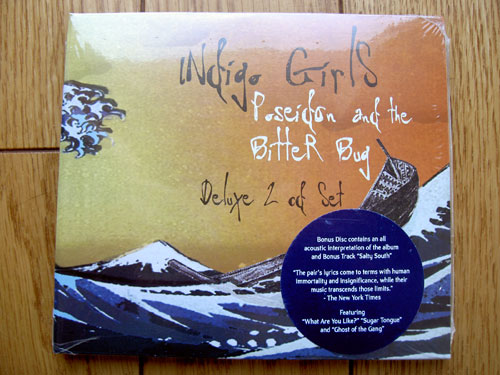 INdigo GirlS
Poseidon and the
BitteR Bug
Deluxe 2 cd Set
Bonus Disc contains an all
acoustic interpretation of the album
and Bonus Track "Salty South"
"The pair's lyrics come to terms with human
immortality and insignificance, while their
music transcends those limits."
- The New York Times
Featuring
"What Are You Like?" "Sugar Tongue"
and "Ghost of the Gang"